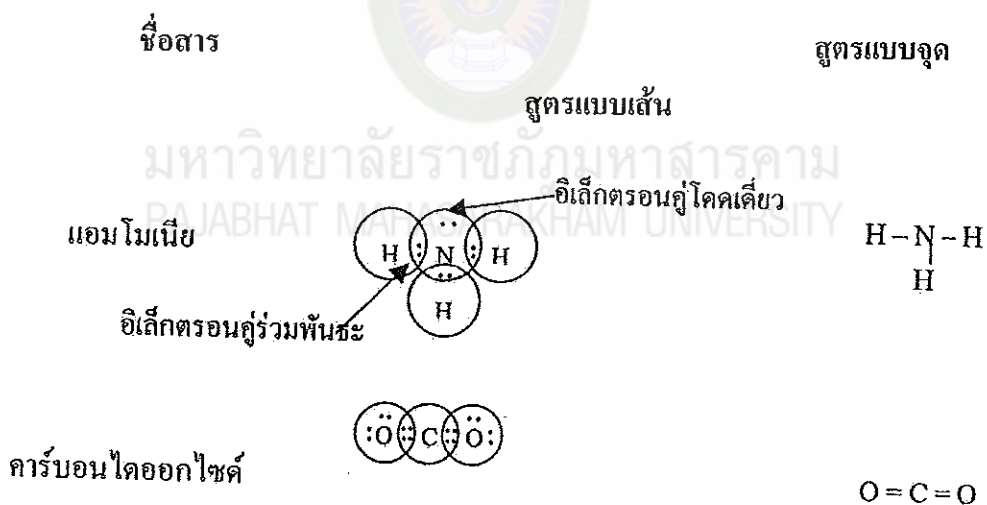 ชื่อสาร
สูตรแบบจุด
สูตรแบบเส้น
มหาวิทยาลัยราชภัฏมหาสารคาม
RAJABHAT MAHASARAKHAM UNIVERSITY
อิเล็กตรอนคู่โดดเดี่ยว
แอมโมเนีย
H N H
H
H-N-H
H
อิเล็กตรอนคู่ร่วมพันธะ
:O C O:
คาร์บอนไดออกไซด์
O=C=O